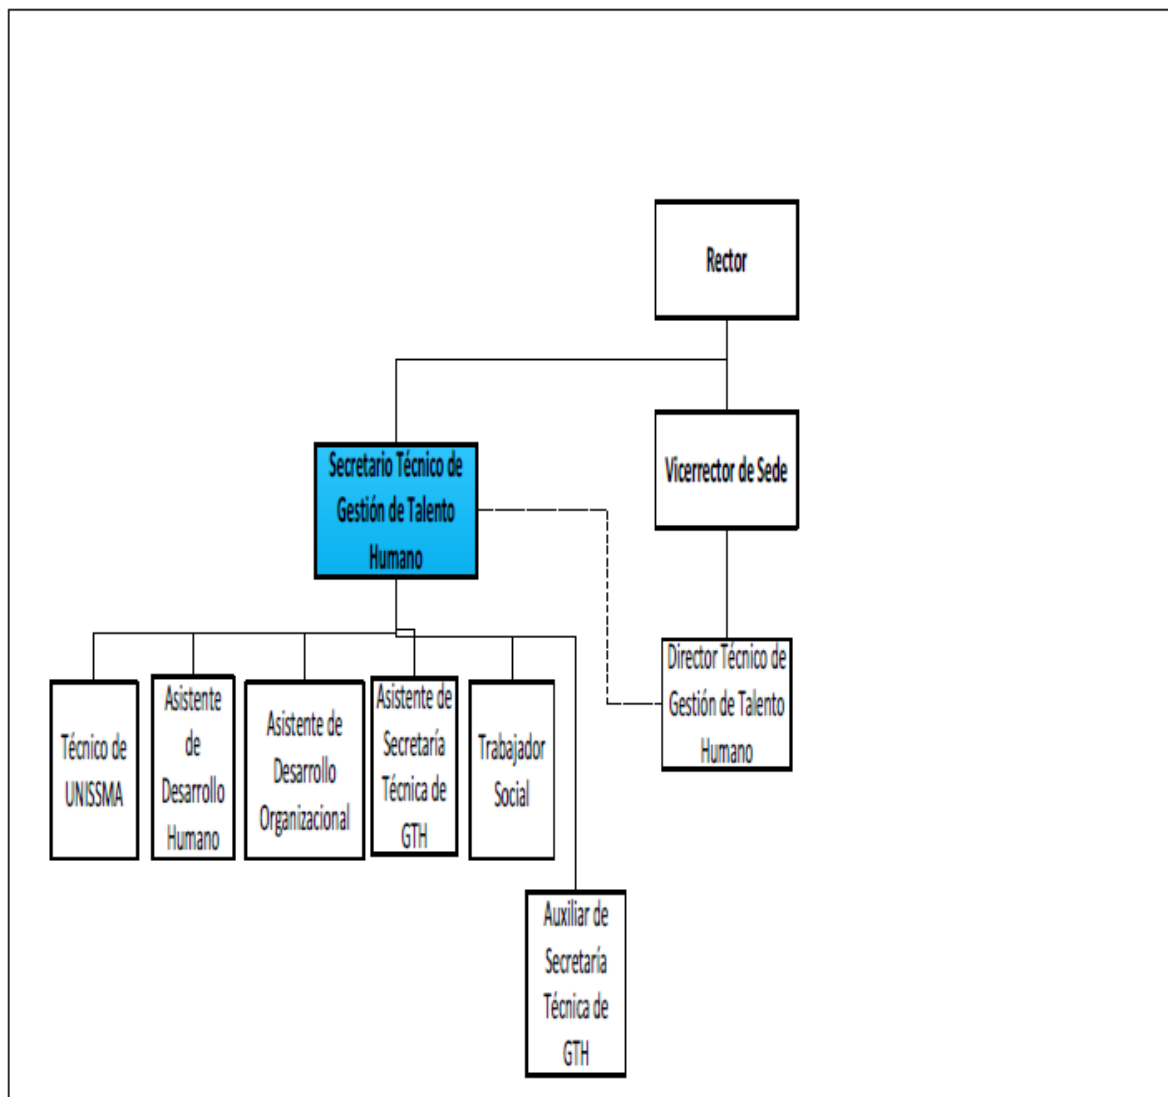 Rector
Secretario Técnico de
Gestión de Talento
Humano
Vicerrector de Sede
Director Técnico de
Gestión de Talento
Humano
Técnico de
UNISSMA
Asistente
de
Desarrollo
Humano
Asistente de
Desarrollo
Organizacional
Asistente de
Secretaría
Técnica de
GTH
Trabajador
Social
Auxiliar de
Secretaría
Técnica de
GTH